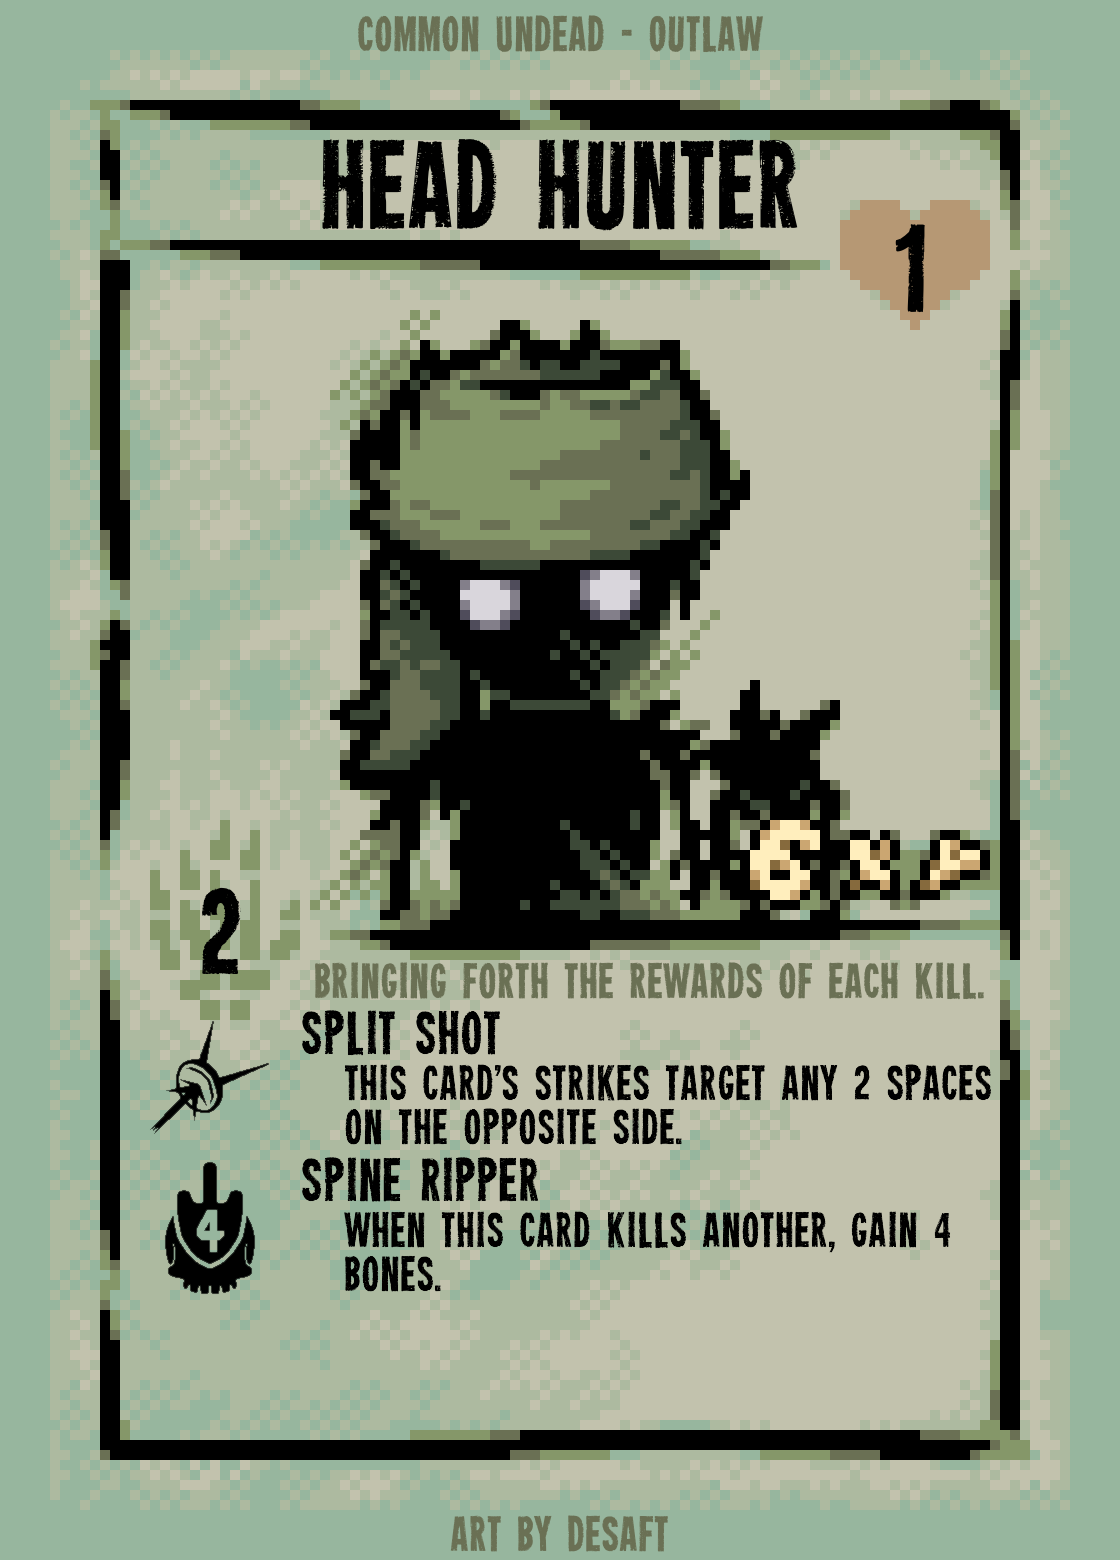 COMMON UNDEAD - OUTLAW
HEAD HUNTER
1
6 X
2
BRINGING FORTH THE REWARDS OF EACH KILL.
SPLIT SHOT
THIS CARD'S STRIKES TARGET ANY 2 SPACES
ON THE OPPOSITE SIDE.
SPINE RIPPER
4
WHEN THIS CARD KILLS ANOTHER, GAIN 4
BONES.
ART BY DESAFT